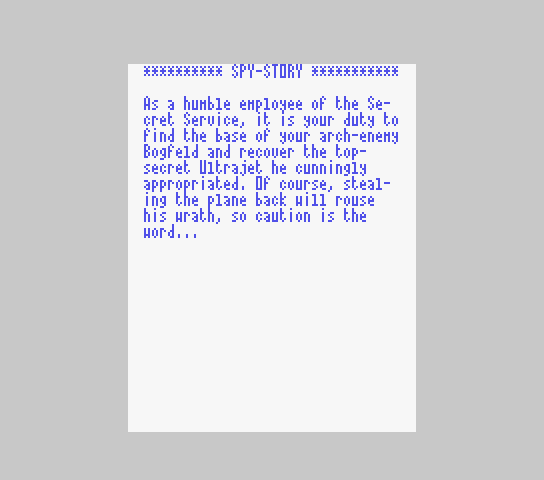 ********** SPY-STORY ***********
As a humble employee of the Se-
cret Service, it is your duty to
find the base of your arch-enemy
Bogfeld and recover the top-
secret Ultrajet he cunningly
appropriated. Of course, steal-
ing the plane back will rouse
his wrath, so caution is the
word...